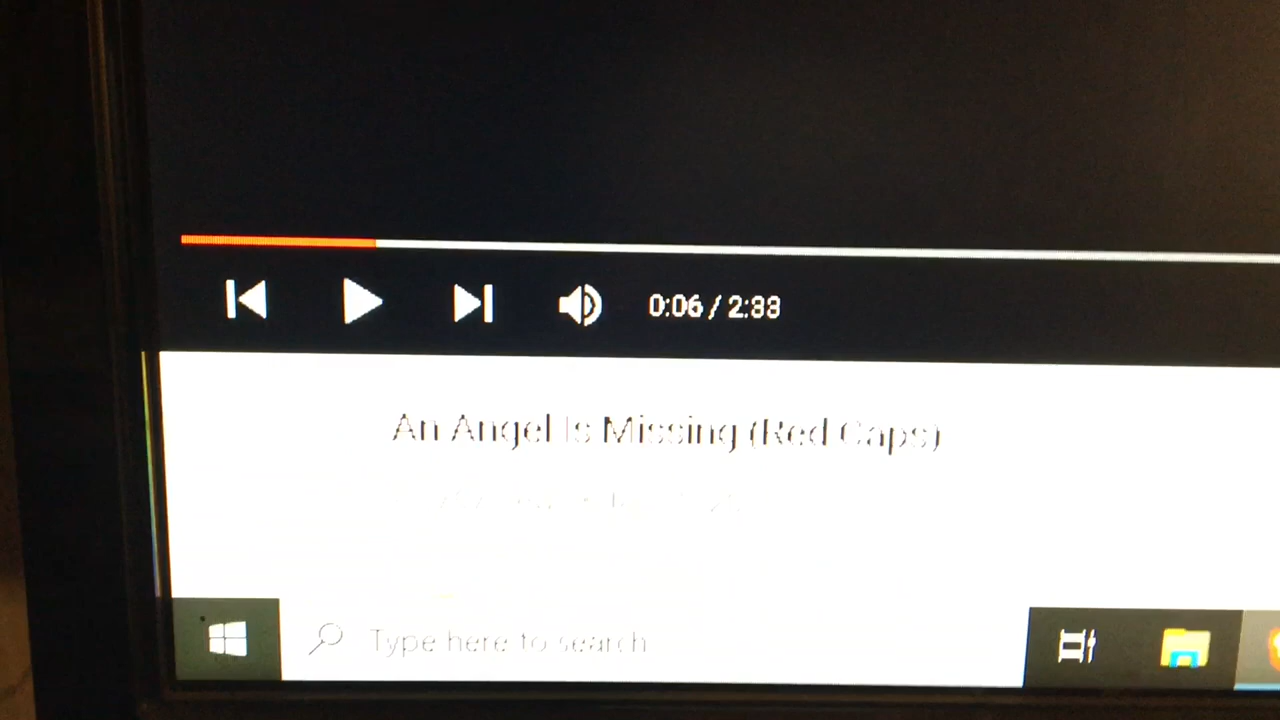 0:06 / 2:33
An Angel Is Missing (Red Caps)
Type here to search